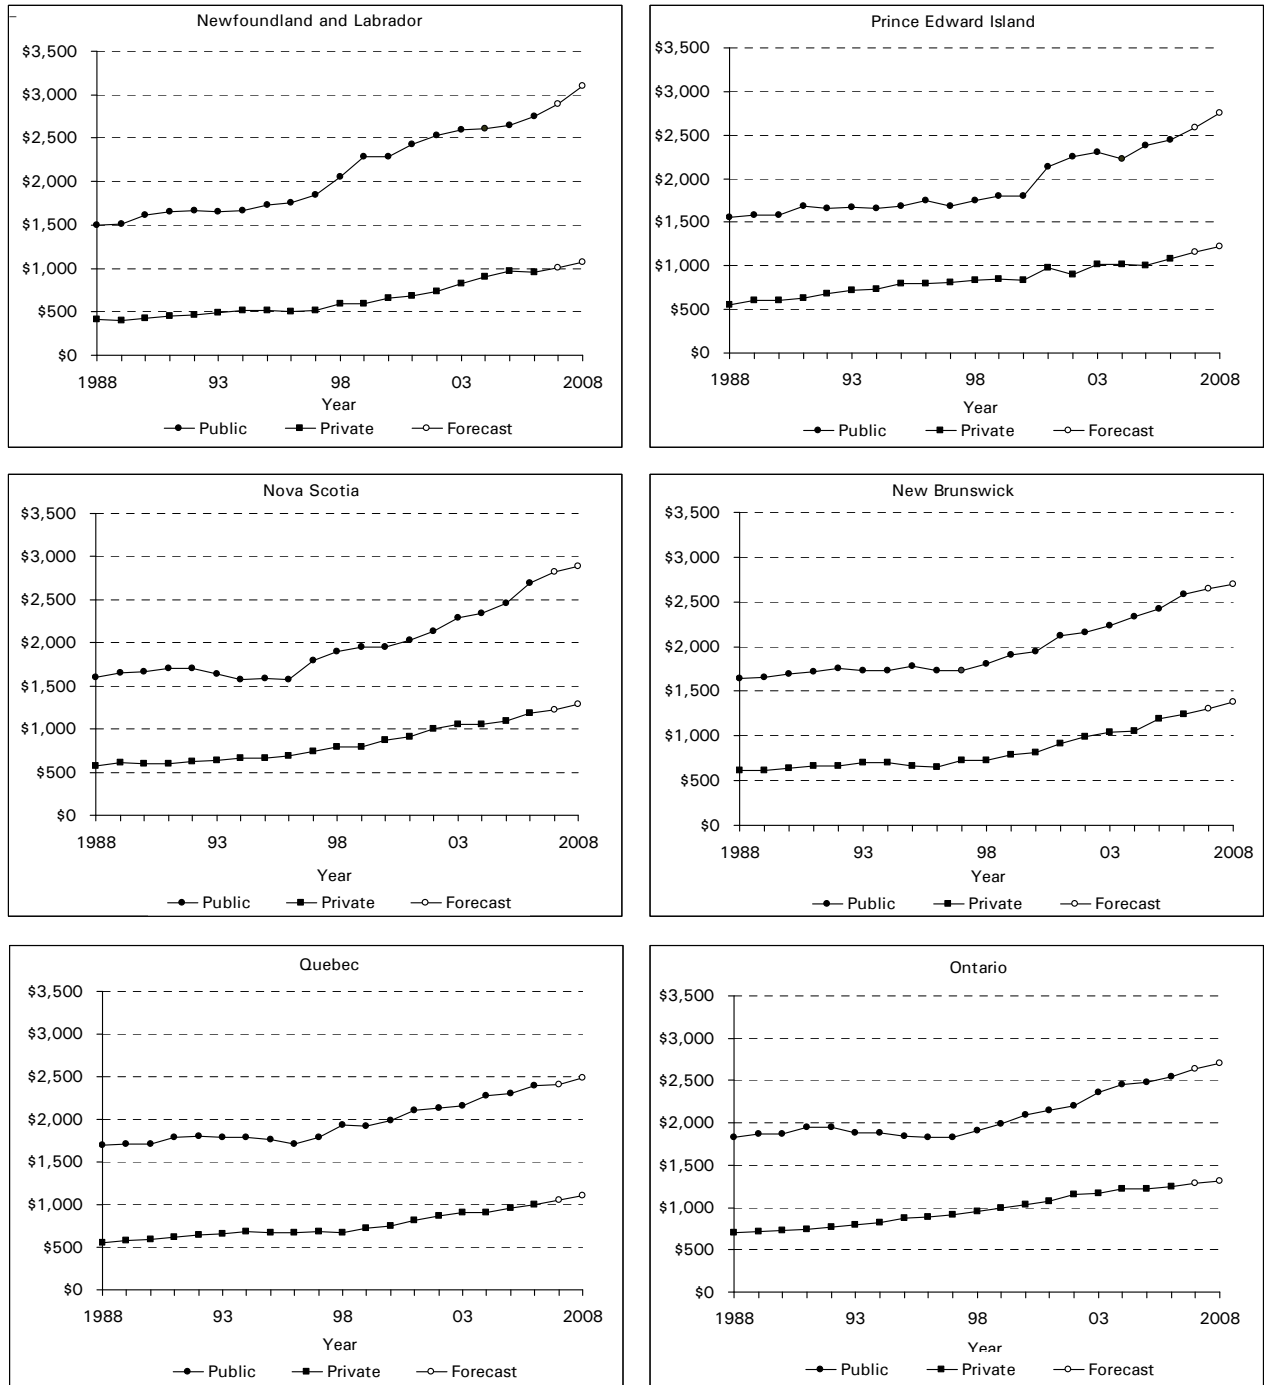 Newfoundland and Labrador
$3,500
$3,000
$2,500
$2,000
$1,500
$1,000
$500
$0
1988 93 98 03 2008
Year
Public Private Forecast
Prince Edward Island
$3,500
$3,000
$2,500
$2,000
$1,500
$1,000
$500
$0
1988 93 98 03 2008
Year
Public Private Forecast
Nova Scotia
$3,500
$3,000
$2,500
$2,000
$1,500
$1,000
$500
$0
1988 93 98 03 2008
Year
Public Private Forecast
New Brunswick
$3,500
$3,000
$2,500
$2,000
$1,500
$1,000
$500
$0
1988 93 98 03 2008
Year
Public Private Forecast
Quebec
$3,500
$3,000
$2,500
$2,000
$1,500
$1,000
$500
$0
1988 93 98 03 2008
Year
Public Private Forecast
Ontario
$3,500
$3,000
$2,500
$2,000
$1,500
$1,000
$500
$0
1988 93 98 03 2008
Year
Public Private Forecast